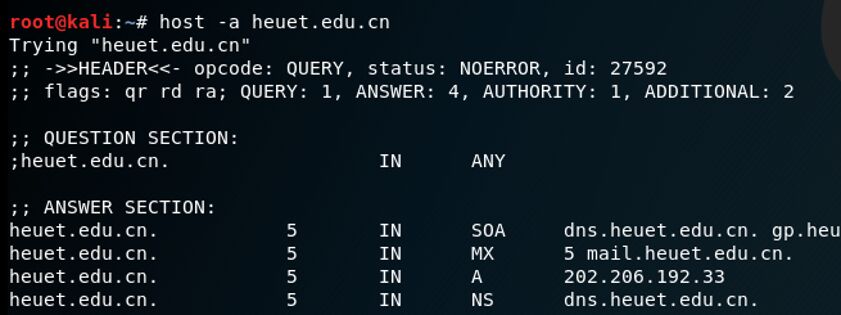 root@kali:~# host -a heuet.edu.cn
Trying "heuet.edu.cn"
;; ->>HEADER<<- opcode: QUERY, status: NOERROR, id: 27592
;; flags: qr rd ra; QUERY: 1, ANSWER: 4, AUTHORITY: 1, ADDITIONAL: 2
;; QUESTION SECTION:
;heuet.edu.cn. IN ANY
;; ANSWER SECTION:
heuet.edu.cn. 5 IN SOA dns.heuet.edu.cn. gp.heu
heuet.edu.cn. 5 IN MX 5 mail.heuet.edu.cn.
heuet.edu.cn. 5 IN A 202.206.192.33
heuet.edu.cn. 5 IN NS dns.heuet.edu.cn.